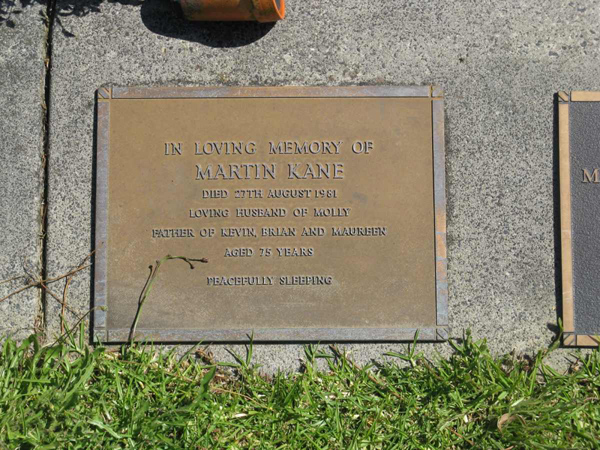 IN LOVING MEMORY OF
MARTIN KANE
DIED 27TH AUGUST 1981
LOVING HUSBAND OF MOLLY
FATHER OF KEVIN, BRIAN AND MAUREEN
AGED 75 YEARS
PEACEFULLY SLEEPING
M